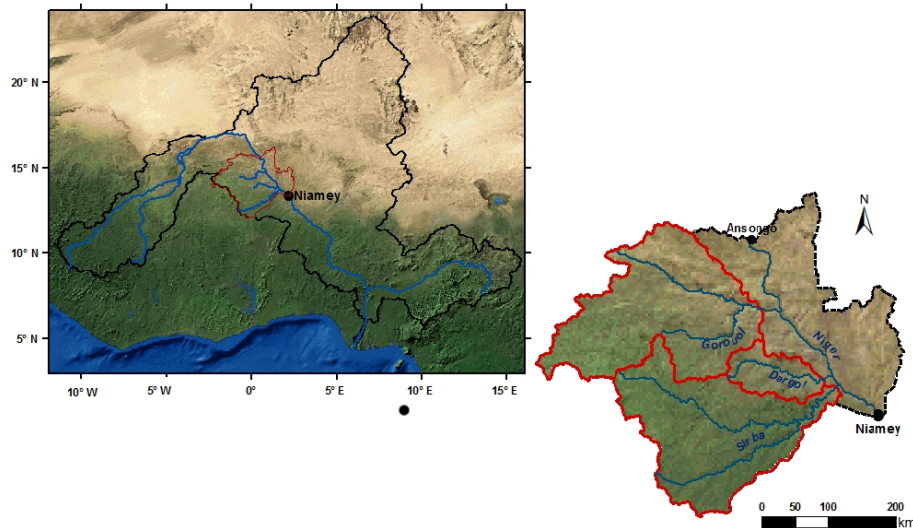 20° N
15° N
10° N
5° N
10° W
5° W
0°
5° E
10° E
15° E
Niamey
N
Ansongo
Gorouol
Niger
Dargol
Sirba
Niamey
0 50 100 200
km